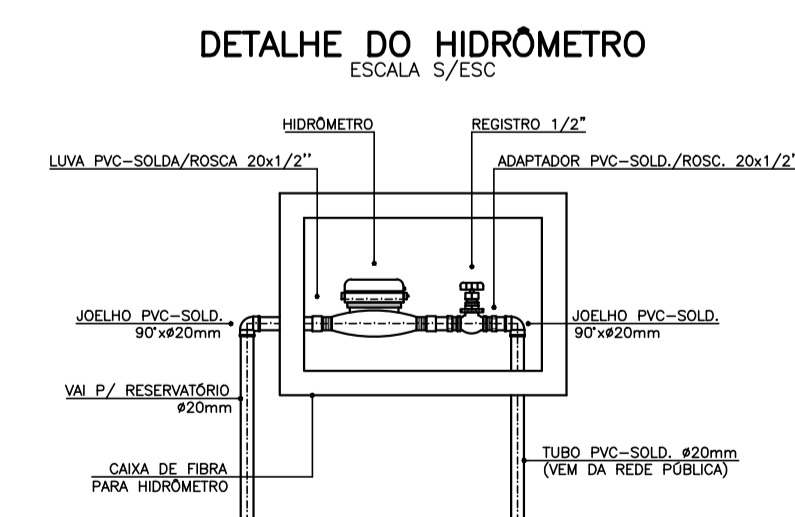 DETALHE DO HIDRÔMETRO
ESCALA S/ESC
HIDRÔMETRO
REGISTRO 1/2"
LUVA PVC-SOLDA/ROSCA 20x1/2''
ADAPTADOR PVC-SOLD./ROSC. 20x1/2"
JOELHO PVC-SOLD.
90°xø20mm
JOELHO PVC-SOLD.
90°xø20mm
VAI P/ RESERVATÓRIO
ø20mm
TUBO PVC-SOLD. ø20mm
(VEM DA REDE PÚBLICA)
CAIXA DE FIBRA
PARA HIDRÔMETRO